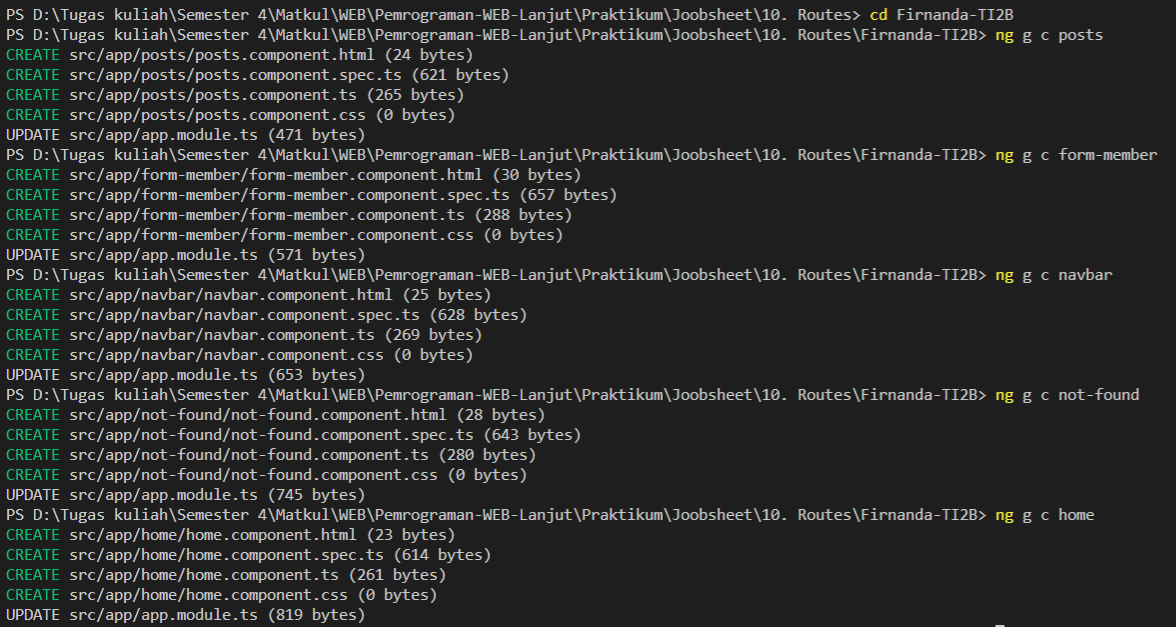 PS D:\Tugas kuliah\Semester 4\Matkul\WEB\Pemrograman-WEB-Lanjut\Praktikum\Joobsheet\10. Routes> cd Firnanda-TI2B
PS D:\Tugas kuliah\Semester 4\Matkul\WEB\Pemrograman-WEB-Lanjut\Praktikum\Joobsheet\10. Routes\Firnanda-TI2B> ng g c posts
CREATE src/app/posts/posts.component.html (24 bytes)
CREATE src/app/posts/posts.component.spec.ts (621 bytes)
CREATE src/app/posts/posts.component.ts (265 bytes)
CREATE src/app/posts/posts.component.css (0 bytes)
UPDATE src/app/app.module.ts (471 bytes)
PS D:\Tugas kuliah\Semester 4\Matkul\WEB\Pemrograman-WEB-Lanjut\Praktikum\Joobsheet\10. Routes\Firnanda-TI2B> ng g c form-member
CREATE src/app/form-member/form-member.component.html (30 bytes)
CREATE src/app/form-member/form-member.component.spec.ts (657 bytes)
CREATE src/app/form-member/form-member.component.ts (288 bytes)
CREATE src/app/form-member/form-member.component.css (0 bytes)
UPDATE src/app/app.module.ts (571 bytes)
PS D:\Tugas kuliah\Semester 4\Matkul\WEB\Pemrograman-WEB-Lanjut\Praktikum\Joobsheet\10. Routes\Firnanda-TI2B> ng g c navbar
CREATE src/app/navbar/navbar.component.html (25 bytes)
CREATE src/app/navbar/navbar.component.spec.ts (628 bytes)
CREATE src/app/navbar/navbar.component.ts (269 bytes)
CREATE src/app/navbar/navbar.component.css (0 bytes)
UPDATE src/app/app.module.ts (653 bytes)
PS D:\Tugas kuliah\Semester 4\Matkul\WEB\Pemrograman-WEB-Lanjut\Praktikum\Joobsheet\10. Routes\Firnanda-TI2B> ng g c not-found
CREATE src/app/not-found/not-found.component.html (28 bytes)
CREATE src/app/not-found/not-found.component.spec.ts (643 bytes)
CREATE src/app/not-found/not-found.component.ts (280 bytes)
CREATE src/app/not-found/not-found.component.css (0 bytes)
UPDATE src/app/app.module.ts (745 bytes)
PS D:\Tugas kuliah\Semester 4\Matkul\WEB\Pemrograman-WEB-Lanjut\Praktikum\Joobsheet\10. Routes\Firnanda-TI2B> ng g c home
CREATE src/app/home/home.component.html (23 bytes)
CREATE src/app/home/home.component.spec.ts (614 bytes)
CREATE src/app/home/home.component.ts (261 bytes)
CREATE src/app/home/home.component.css (0 bytes)
UPDATE src/app/app.module.ts (819 bytes)